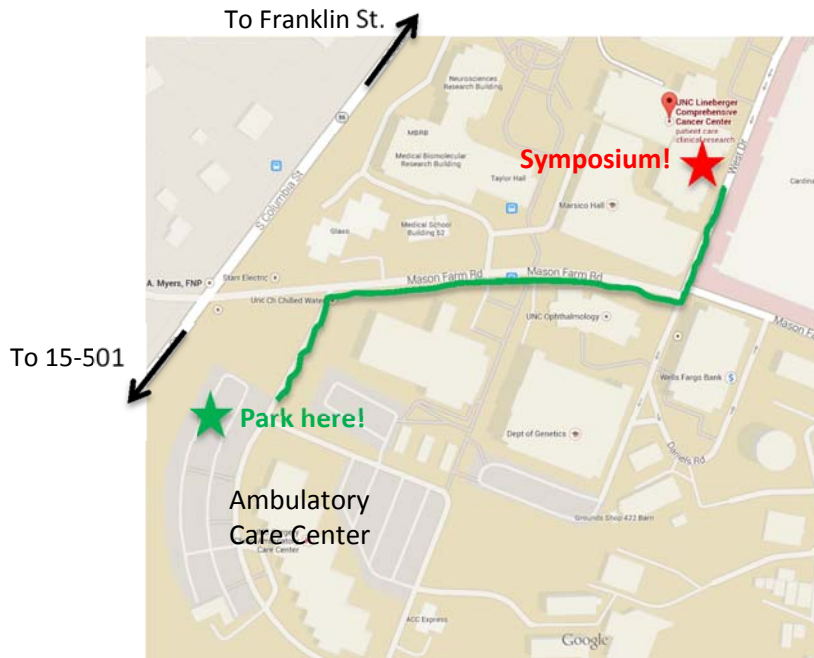 To Franklin St.
Neurosciences
Research Building
86
UNC Lineberger
Comprehensive
Cancer Center
patient care
clinical research
MBRB
Medical Biomolecular
Research Building
Symposium!
West Dr
Taylor Hall
S Columbia St
Marsico Hall
Medical School
Building 52
Glaxo
Mason Farm Rd
Mason Farm Rd
A. Myers, FNP
Starr Electric
Unc Ch Chilled Water
UNC Ophthalmology
Mason Farm
To 15-501
Wells Fargo Bank
Park here!
Dept of Genetics
Daniels Rd
Ambulatory
Care Center
Grounds Shop 422 Barn
Care Center
ACC Express
Google